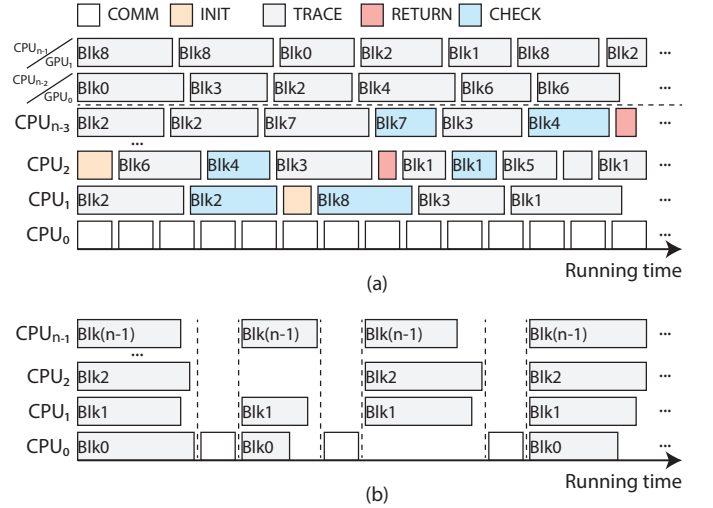 COMM INIT TRACE RETURN CHECK
CPUn-1/GPU1 Blk8 Blk8 Blk0 Blk2 Blk1 Blk8 Blk2 ...
CPUn-2/GPU0 Blk0 Blk3 Blk2 Blk4 Blk6 Blk6 ...
CPUn-3 Blk2 Blk2 Blk7 Blk7 Blk3 Blk4 ...
...
CPU2 Blk6 Blk4 Blk3 Blk1 Blk1 Blk5 Blk1 ...
CPU1 Blk2 Blk2 Blk8 Blk3 Blk1 ...
CPU0 ...
Running time
(a)
CPUn-1 Blk(n-1) Blk(n-1) Blk(n-1) Blk(n-1) ...
...
CPU2 Blk2 Blk2 Blk2 ...
CPU1 Blk1 Blk1 Blk1 Blk1 ...
CPU0 Blk0 Blk0 Blk0 ...
Running time
(b)